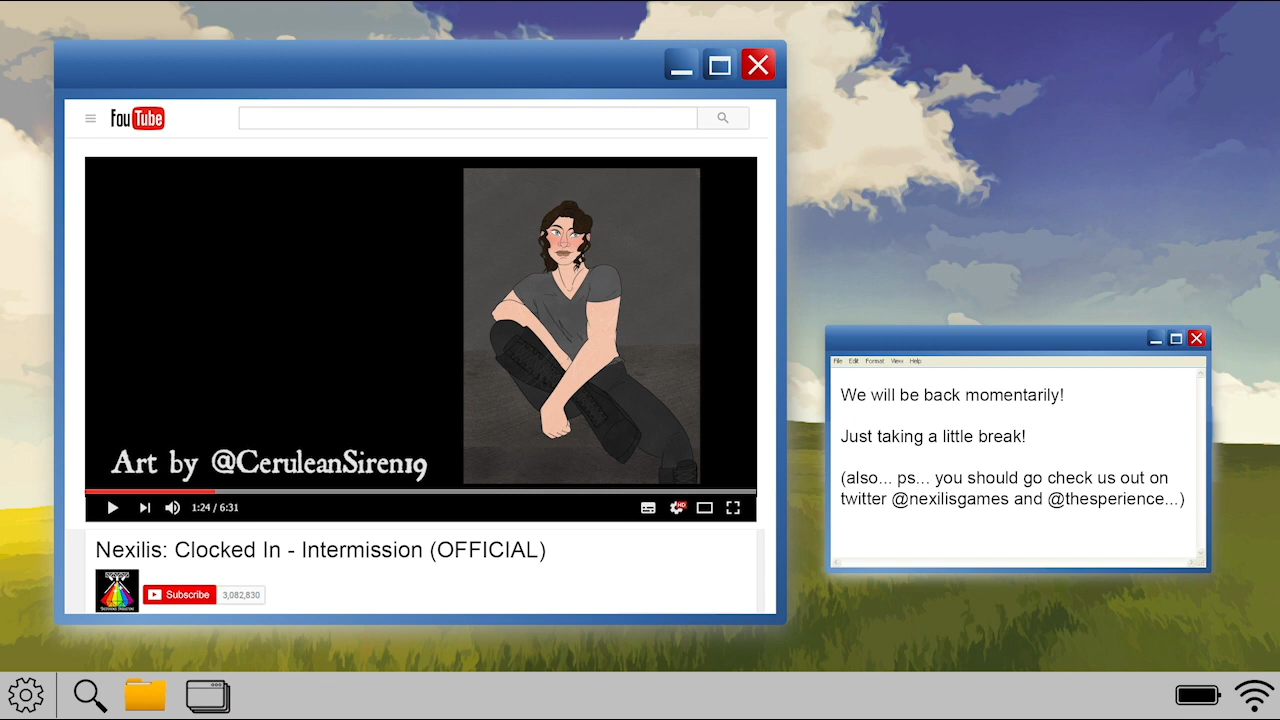 FouTube
Art by @CeruleanSiren19
1:24 / 6:31
HD
Nexilis: Clocked In - Intermission (OFFICIAL)
Subscribe 3,082,830
File Edit Format View Help
We will be back momentarily!
Just taking a little break!
(also... ps... you should go check us out on
twitter @nexilisgames and @thesperience...)